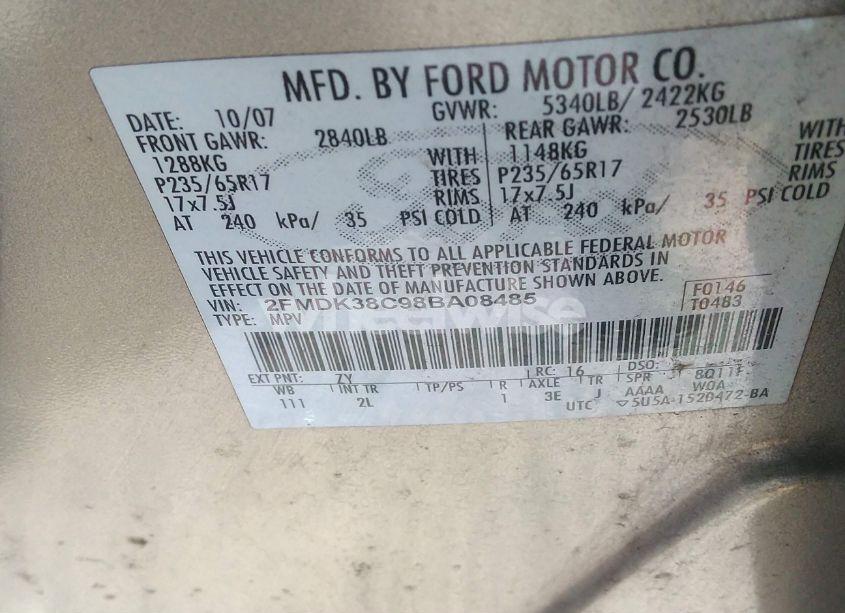 MFD. BY FORD MOTOR CO.
DATE: 10/07 GVWR: 5340LB/ 2422KG
FRONT GAWR: 2840LB REAR GAWR: 2530LB
1288KG WITH 1148KG WITH
P235/65R17 TIRES P235/65R17 TIRES
17x7.5J RIMS 17x7.5J RIMS
AT 240 kPa/ 35 PSI COLD AT 240 kPa/ 35 PSI COLD
THIS VEHICLE CONFORMS TO ALL APPLICABLE FEDERAL MOTOR
VEHICLE SAFETY AND THEFT PREVENTION STANDARDS IN
EFFECT ON THE DATE OF MANUFACTURE SHOWN ABOVE.
VIN: 2FMDK38C98BA08485 F0146
TYPE: MPV T0483
wheelwise
EXT PNT: ZY RC: 16 DSO:
WB INT TR TP/PS R AXLE TR SPR 8Q11F
111 2L 1 3E J AAAA W0A
UTC ▽5U5A-1520472-BA